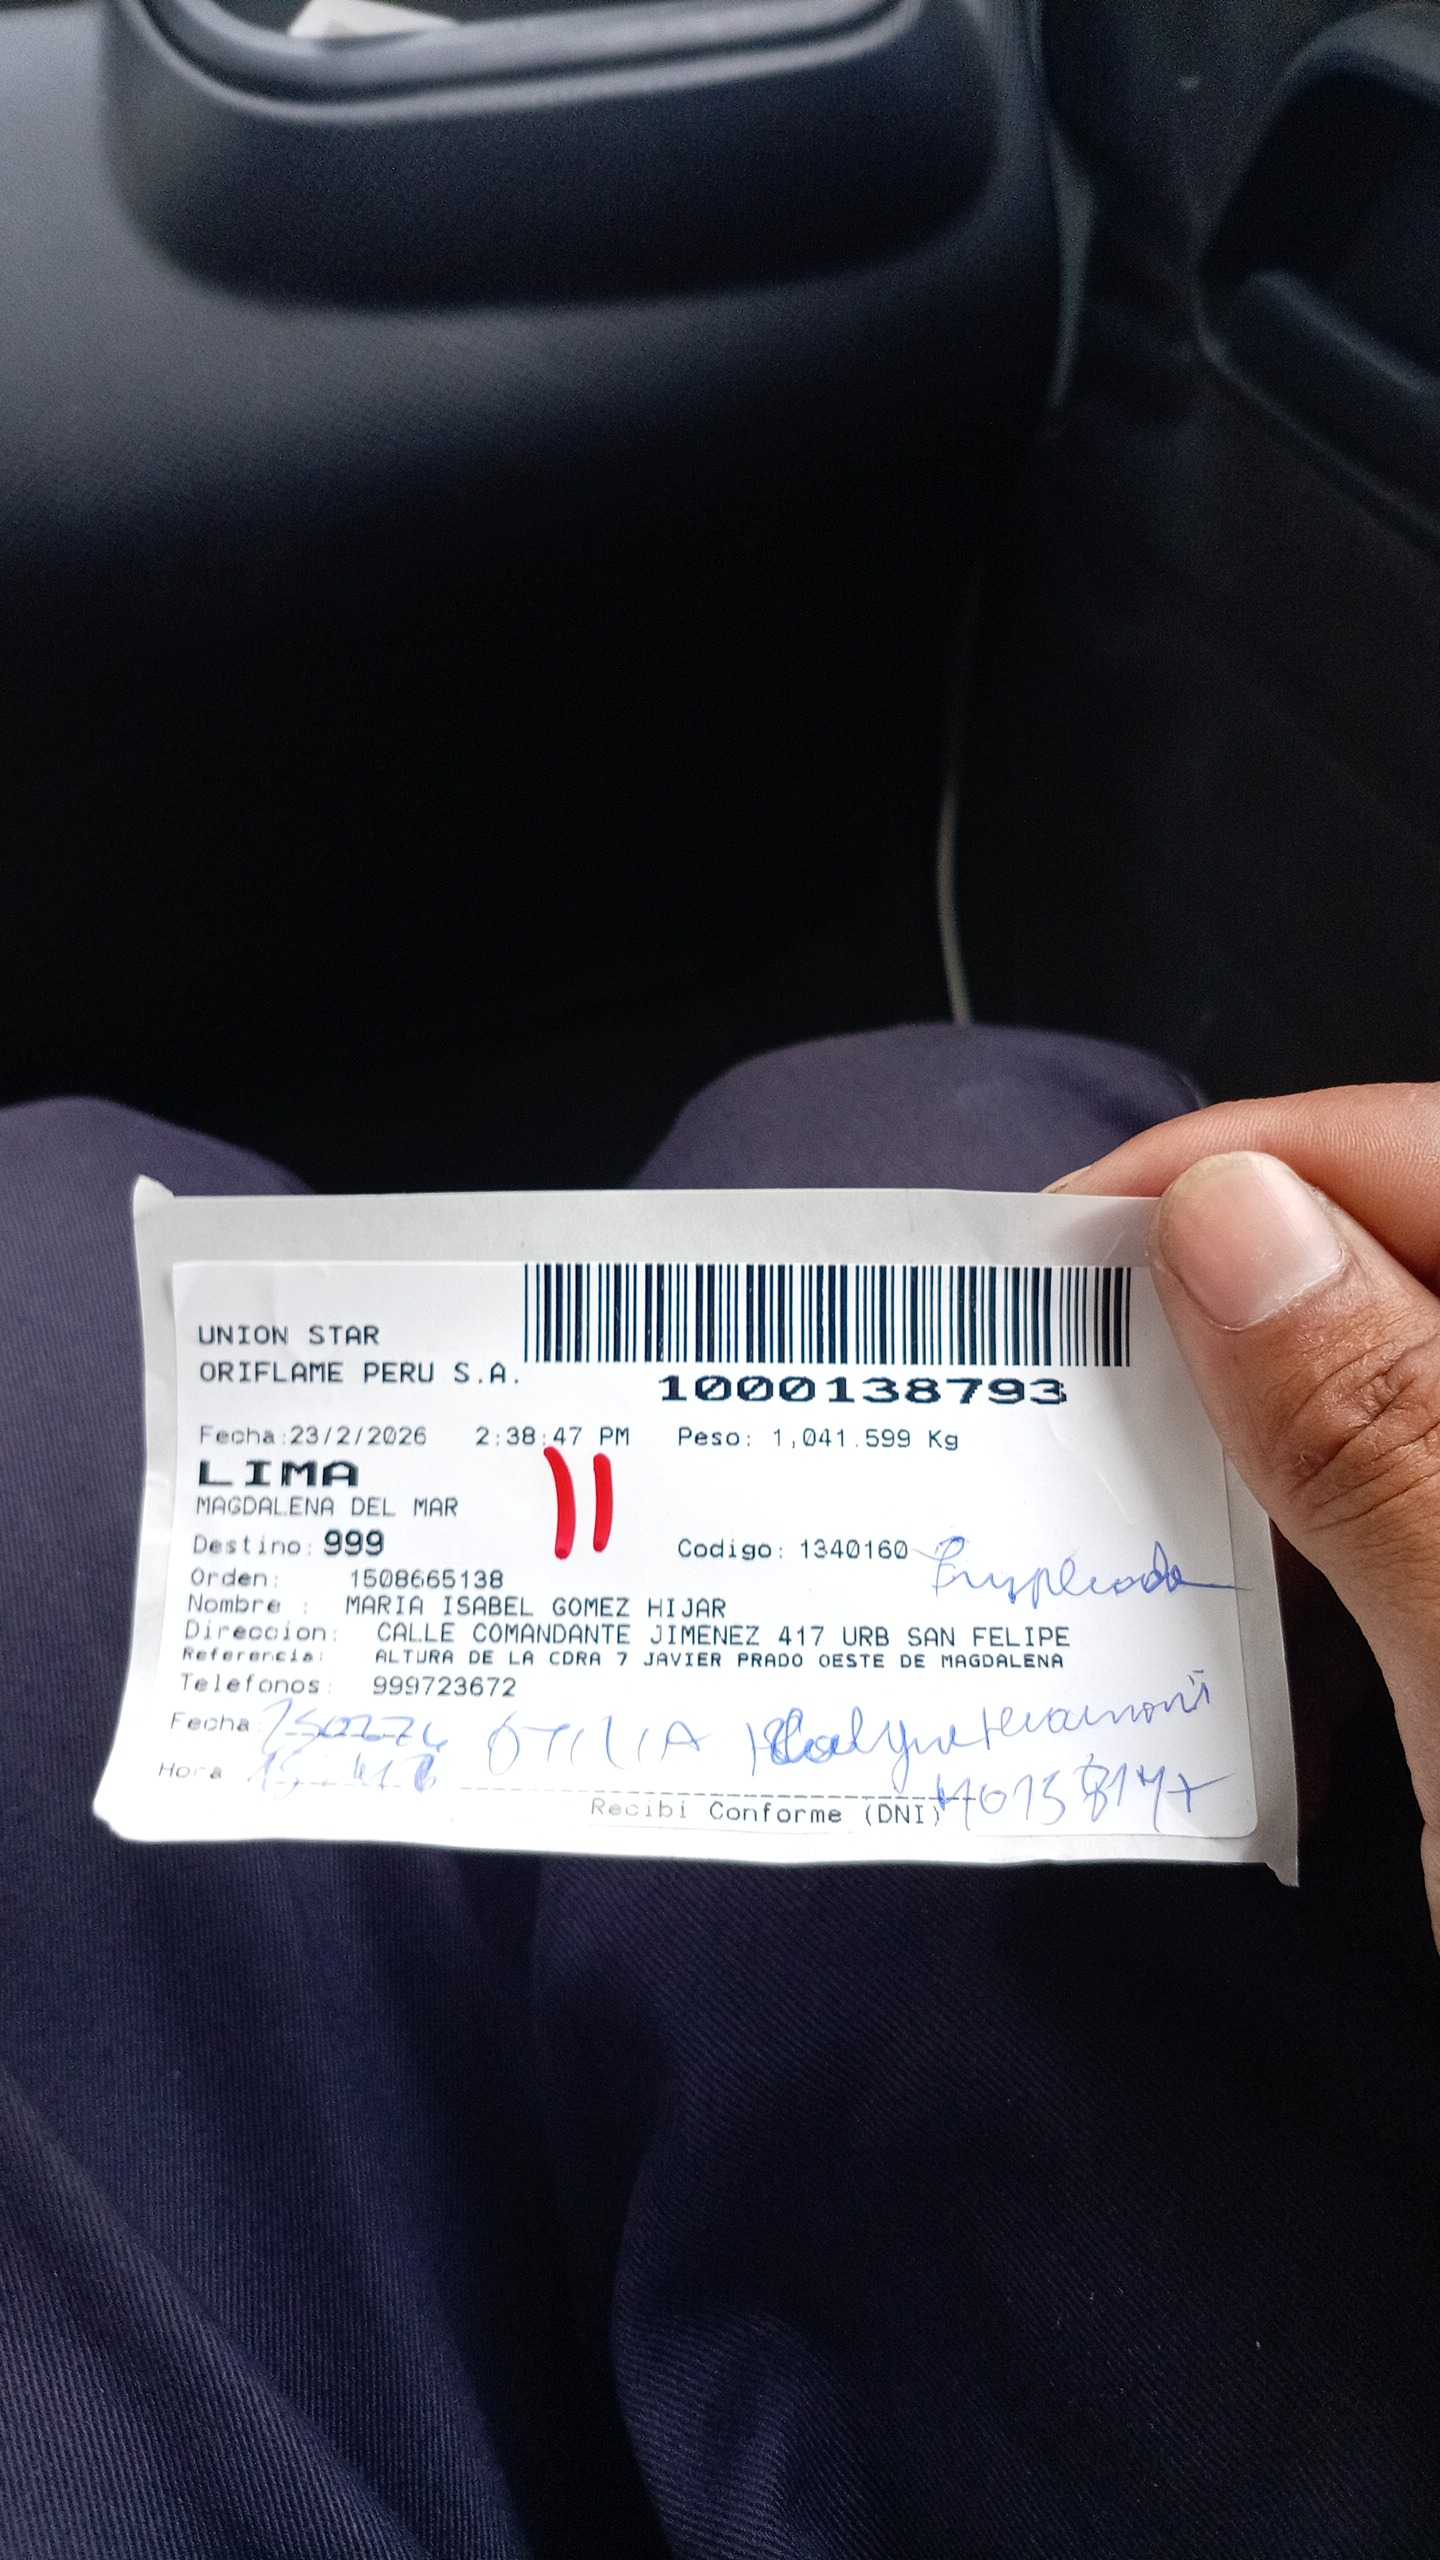 UNION STAR
ORIFLAME PERU S.A.
1000138793
Fecha:23/2/2026 2:38:47 PM Peso: 1,041.599 Kg
LIMA
11
MAGDALENA DEL MAR
Destino: 999 Codigo: 1340160 Empleada
Orden: 1508665138
Nombre : MARIA ISABEL GOMEZ HIJAR
Direccion: CALLE COMANDANTE JIMENEZ 417 URB SAN FELIPE
Referencia: ALTURA DE LA CDRA 7 JAVIER PRADO OESTE DE MAGDALENA
Telefonos: 999723672
Fecha: OTILIA
Hora
Recibi Conforme (DNI)